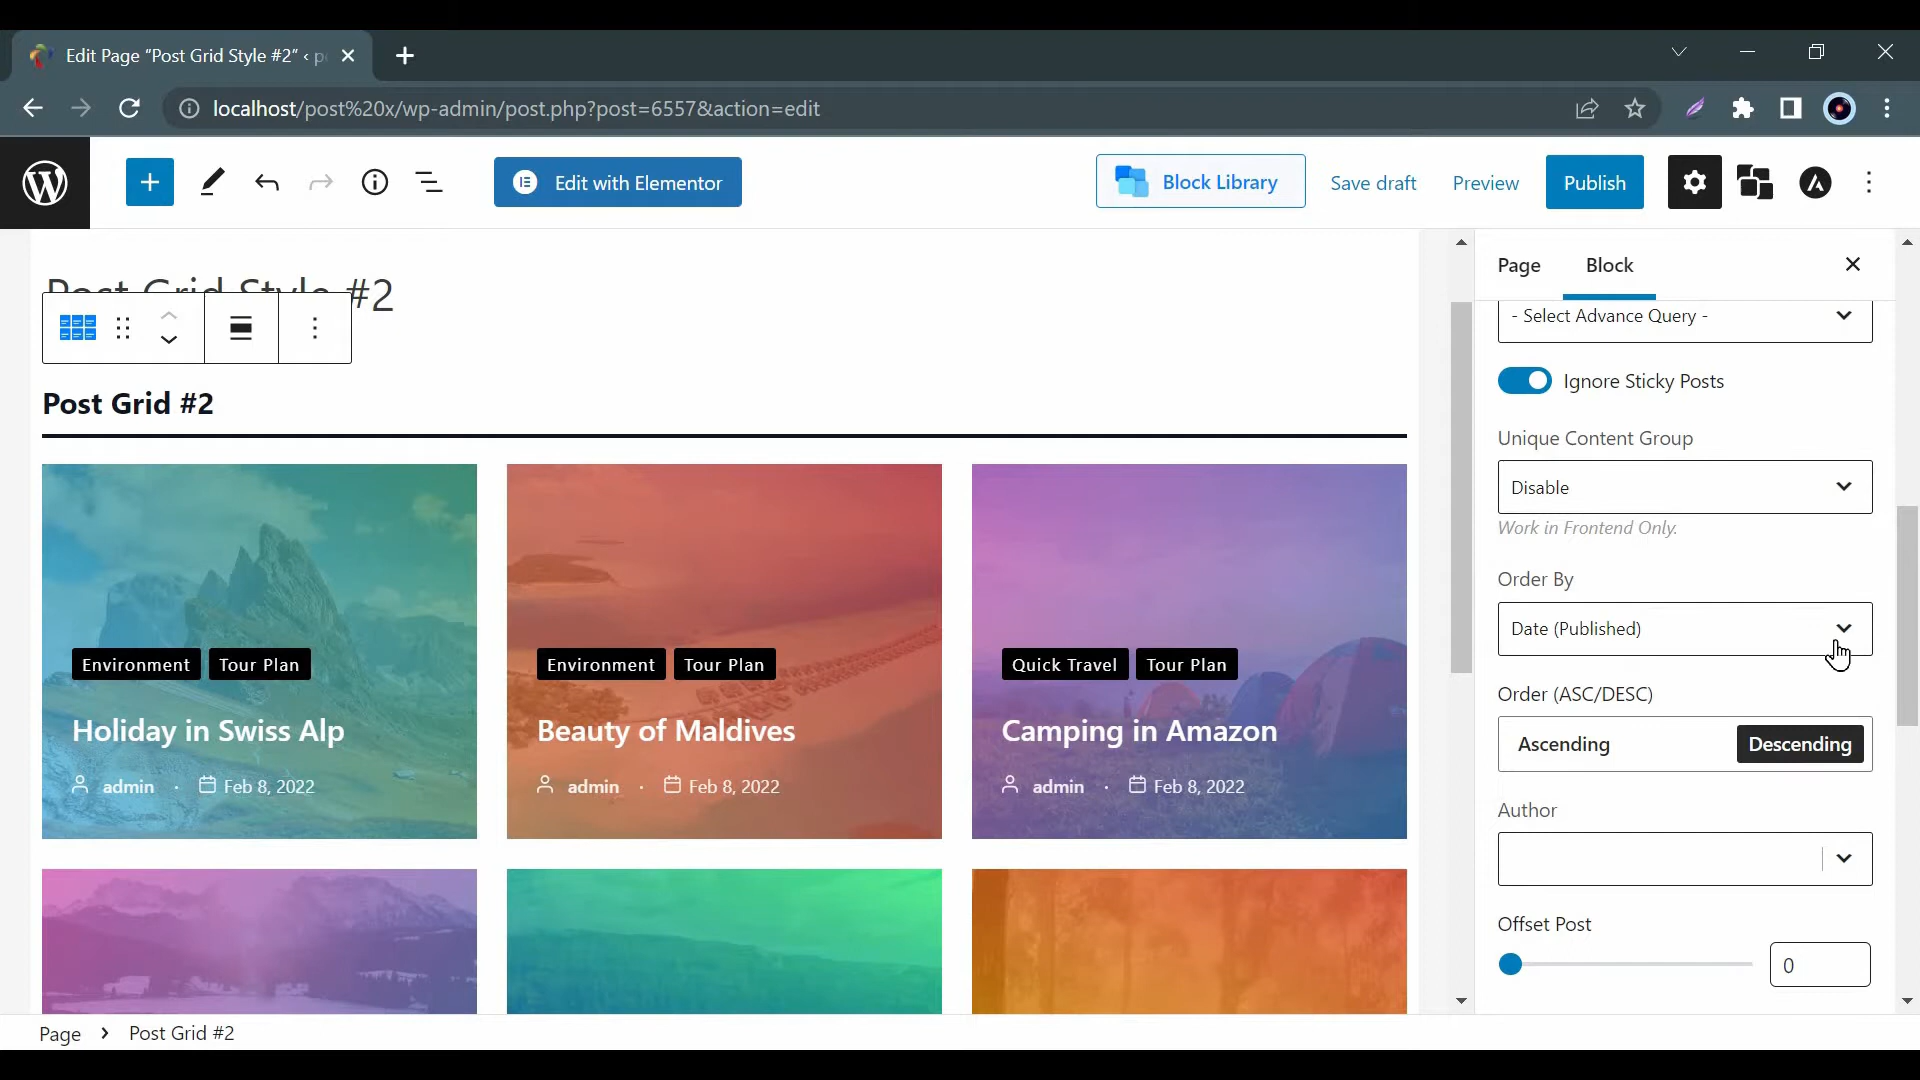 Edit Page "Post Grid Style #2" ‹ p
localhost/post%20x/wp-admin/post.php?post=6557&action=edit
Edit with Elementor
Block Library
Save draft
Preview
Publish
Post Grid Style #2
Post Grid #2
Environment
Tour Plan
Holiday in Swiss Alp
admin · Feb 8, 2022
Environment
Tour Plan
Beauty of Maldives
admin · Feb 8, 2022
Quick Travel
Tour Plan
Camping in Amazon
admin · Feb 8, 2022
Page
Block
- Select Advance Query -
Ignore Sticky Posts
Unique Content Group
Disable
Work in Frontend Only.
Order By
Date (Published)
Order (ASC/DESC)
Ascending
Descending
Author
Offset Post
0
Page › Post Grid #2